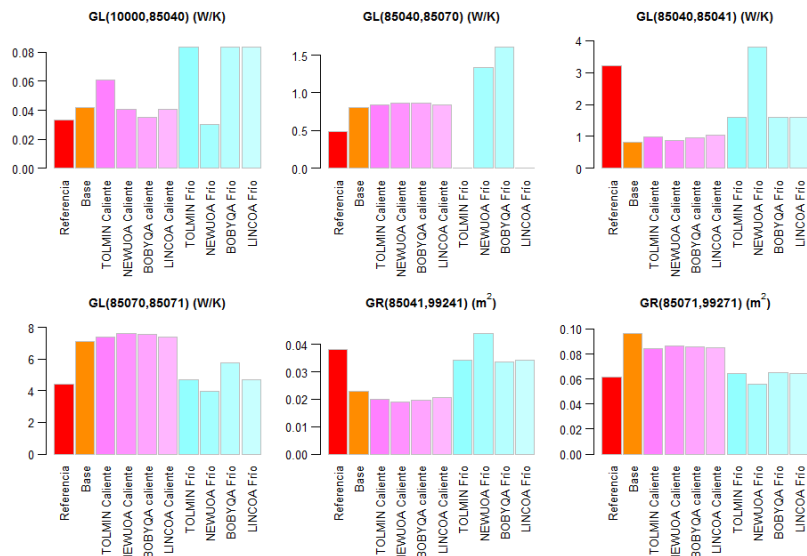 GL(10000,85040) (W/K)
0.08
0.06
0.04
0.02
0.00
Referencia
Base
TOLMIN Caliente
NEWUOA Caliente
BOBYQA caliente
LINCOA Caliente
TOLMIN Frío
NEWUOA Frío
BOBYQA Frío
LINCOA Frío
GL(85040,85070) (W/K)
1.5
1.0
0.5
0.0
Referencia
Base
TOLMIN Caliente
NEWUOA Caliente
BOBYQA caliente
LINCOA Caliente
TOLMIN Frío
NEWUOA Frío
BOBYQA Frío
LINCOA Frío
GL(85040,85041) (W/K)
4
3
2
1
0
Referencia
Base
TOLMIN Caliente
NEWUOA Caliente
BOBYQA caliente
LINCOA Caliente
TOLMIN Frío
NEWUOA Frío
BOBYQA Frío
LINCOA Frío
GL(85070,85071) (W/K)
8
6
4
2
0
Referencia
Base
TOLMIN Caliente
NEWUOA Caliente
BOBYQA caliente
LINCOA Caliente
TOLMIN Frío
NEWUOA Frío
BOBYQA Frío
LINCOA Frío
GR(85041,99241) (m²)
0.04
0.03
0.02
0.01
0.00
Referencia
Base
TOLMIN Caliente
NEWUOA Caliente
BOBYQA caliente
LINCOA Caliente
TOLMIN Frío
NEWUOA Frío
BOBYQA Frío
LINCOA Frío
GR(85071,99271) (m²)
0.10
0.08
0.06
0.04
0.02
0.00
Referencia
Base
TOLMIN Caliente
NEWUOA Caliente
BOBYQA caliente
LINCOA Caliente
TOLMIN Frío
NEWUOA Frío
BOBYQA Frío
LINCOA Frío